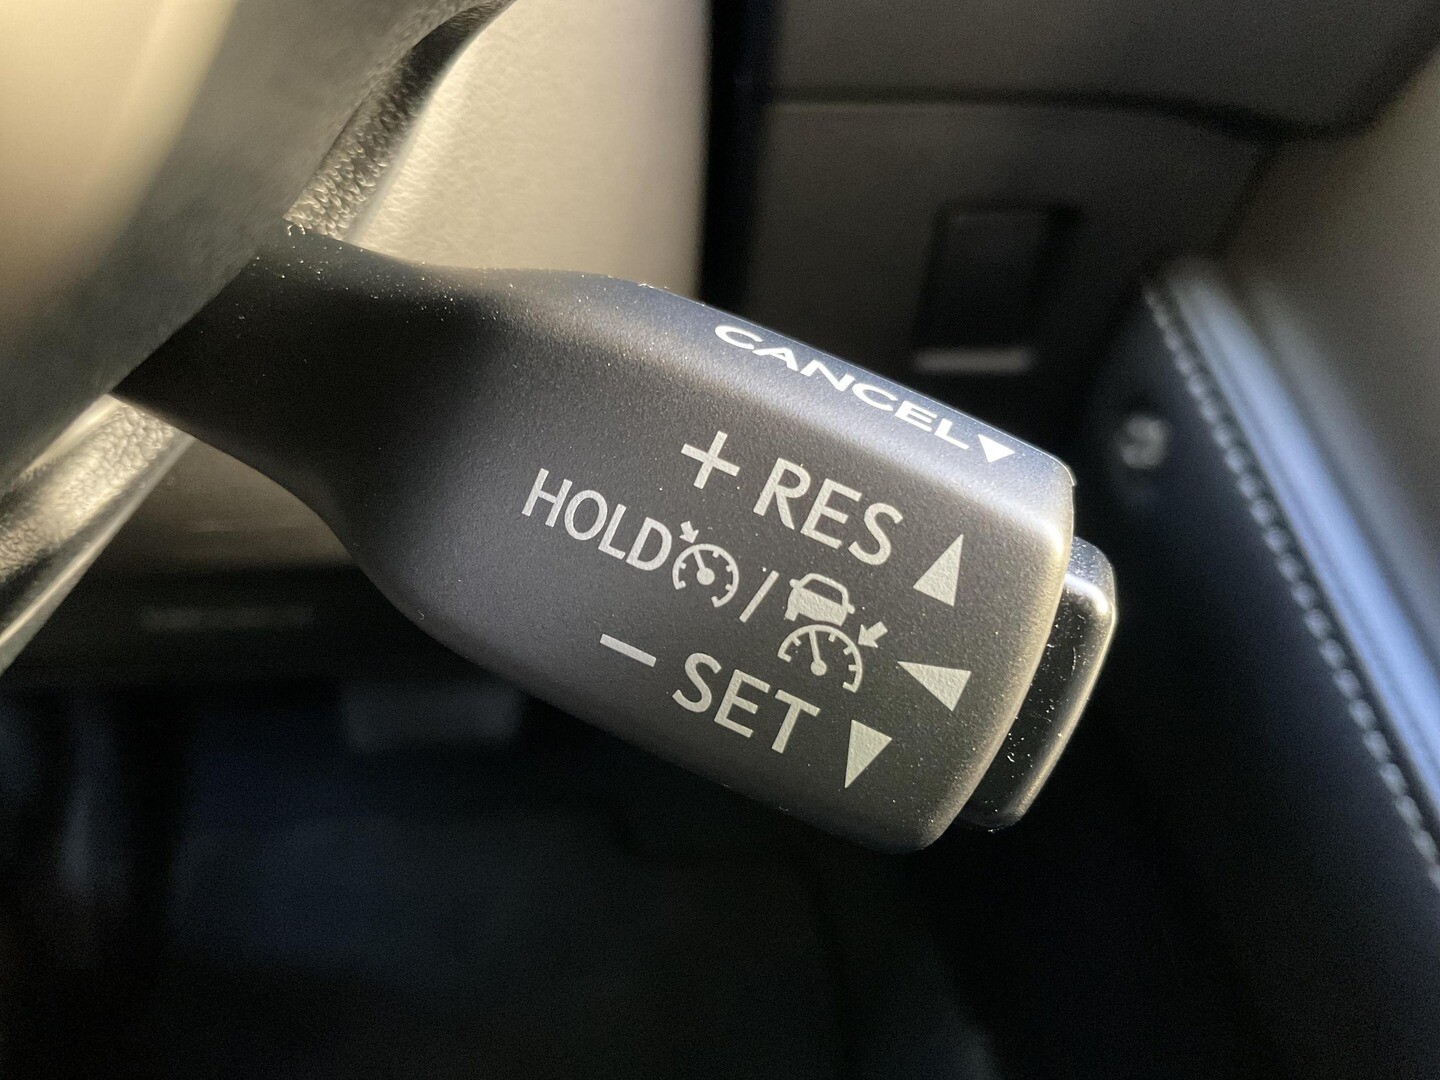 CANCEL
+ RES
HOLD /
− SET